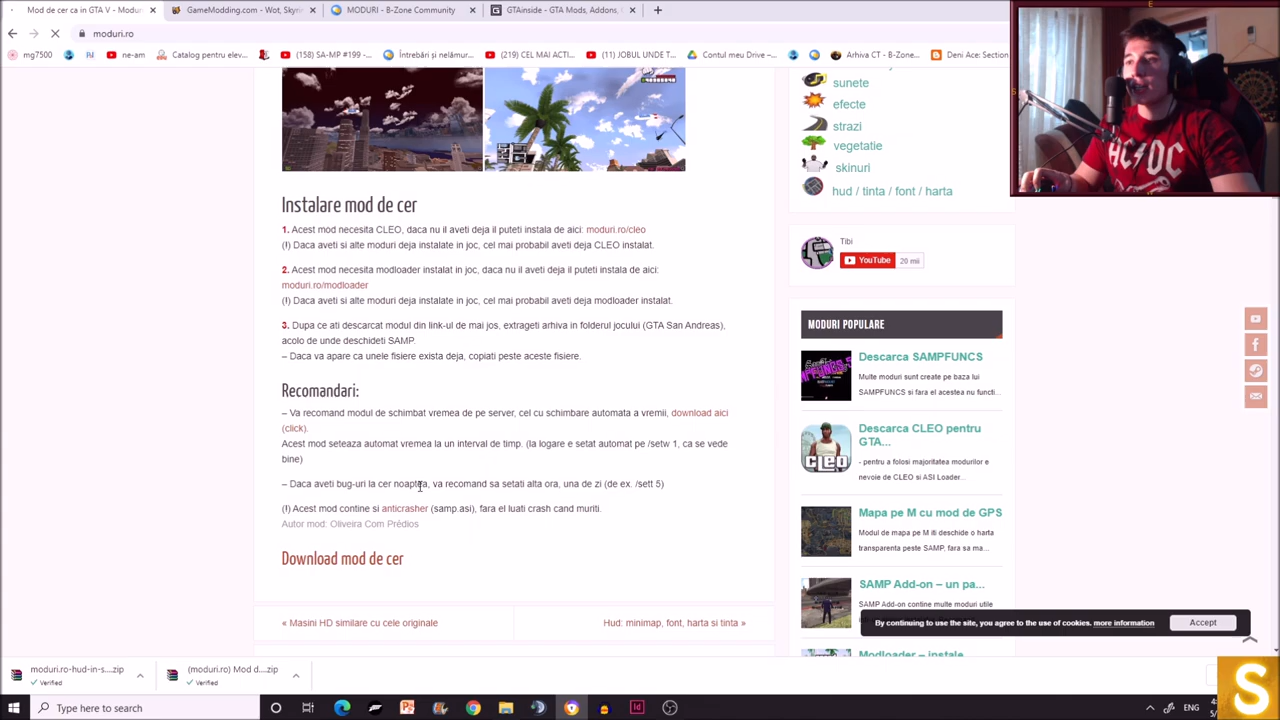 Mod de cer ca in GTA V - Modur
GameModding.com - Wot, Skyri
MODURI - B-Zone Community
GTAinside - GTA Mods, Addons,
moduri.ro
mg7500
ne-am
Catalog pentru elev...
(158) SA-MP #199 -...
Întrebări și nelămur...
(219) CEL MAI ACTI...
(11) JOBUL UNDE T...
Contul meu Drive -...
Arhiva CT - B-Zone...
Deni Ace: Section
Instalare mod de cer
1. Acest mod necesita CLEO, daca nu il aveti deja il puteti instala de aici: moduri.ro/cleo
(!) Daca aveti si alte moduri deja instalate in joc, cel mai probabil aveti deja CLEO instalat.
2. Acest mod necesita modloader instalat in joc, daca nu il aveti deja il puteti instala de aici:
moduri.ro/modloader
(!) Daca aveti si alte moduri deja instalate in joc, cel mai probabil aveti deja modloader instalat.
3. Dupa ce ati descarcat modul din link-ul de mai jos, extrageti arhiva in folderul jocului (GTA San Andreas),
acolo de unde deschideti SAMP.
– Daca va apare ca unele fisiere exista deja, copiati peste aceste fisiere.
Recomandari:
– Va recomand modul de schimbat vremea de pe server, cel cu schimbare automata a vremii, download aici
(click).
Acest mod seteaza automat vremea la un interval de timp. (la logare e setat automat pe /setw 1, ca se vede
bine)
– Daca aveti bug-uri la cer noaptea, va recomand sa setati alta ora, una de zi (de ex. /sett 5)
(!) Acest mod contine si anticrasher (samp.asi), fara el luati crash cand muriti.
Autor mod: Oliveira Com Prédios
Download mod de cer
« Masini HD similare cu cele originale
Hud: minimap, font, harta si tinta »
sunete
efecte
strazi
vegetatie
skinuri
hud / tinta / font / harta
Tibi
YouTube
20 mii
MODURI POPULARE
Descarca SAMPFUNCS
Multe moduri sunt create pe baza lui
SAMPFUNCS si fara el acestea nu functi...
Descarca CLEO pentru
GTA...
- pentru a folosi majoritatea modurilor e
nevoie de CLEO si ASI Loader...
CLEO
Mapa pe M cu mod de GPS
Modul de mapa pe M iti deschide o harta
transparenta peste SAMP, fara sa ma...
SAMP Add-on – un pa...
SAMP Add-on contine multe moduri utile
By continuing to use the site, you agree to the use of cookies. more information
Accept
Modloader – instale
moduri.ro-hud-in-s....zip
Verified
(moduri.ro) Mod d....zip
Verified
Type here to search
ENG
AC/DC
S